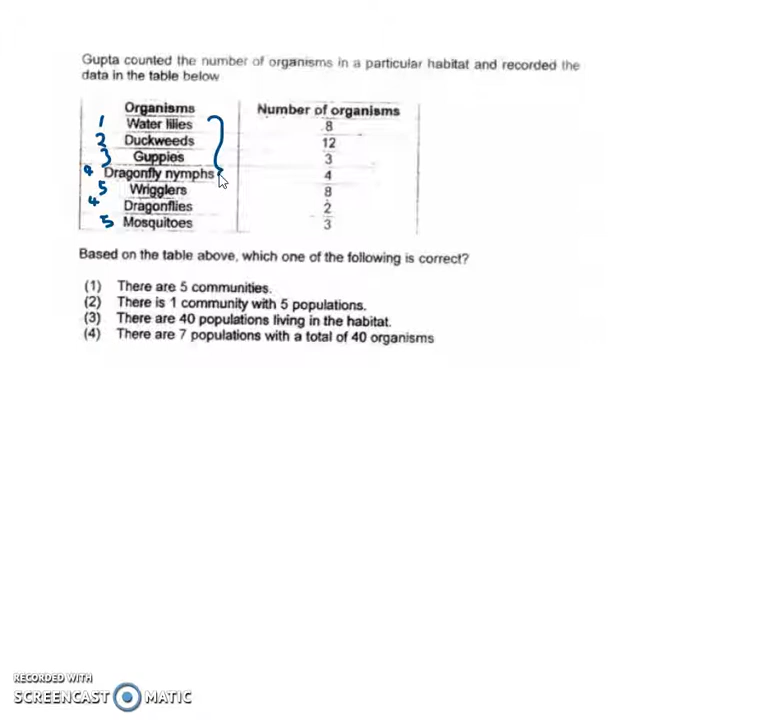 Gupta counted the number of organisms in a particular habitat and recorded the
data in the table below
Organisms Number of organisms
1 Water lilies 8
2 Duckweeds 12
3 Guppies 3
4 Dragonfly nymphs 4
5 Wrigglers 8
4 Dragonflies 2
5 Mosquitoes 3
Based on the table above, which one of the following is correct?
(1) There are 5 communities.
(2) There is 1 community with 5 populations.
(3) There are 40 populations living in the habitat.
(4) There are 7 populations with a total of 40 organisms
RECORDED WITH
SCREENCAST MATIC